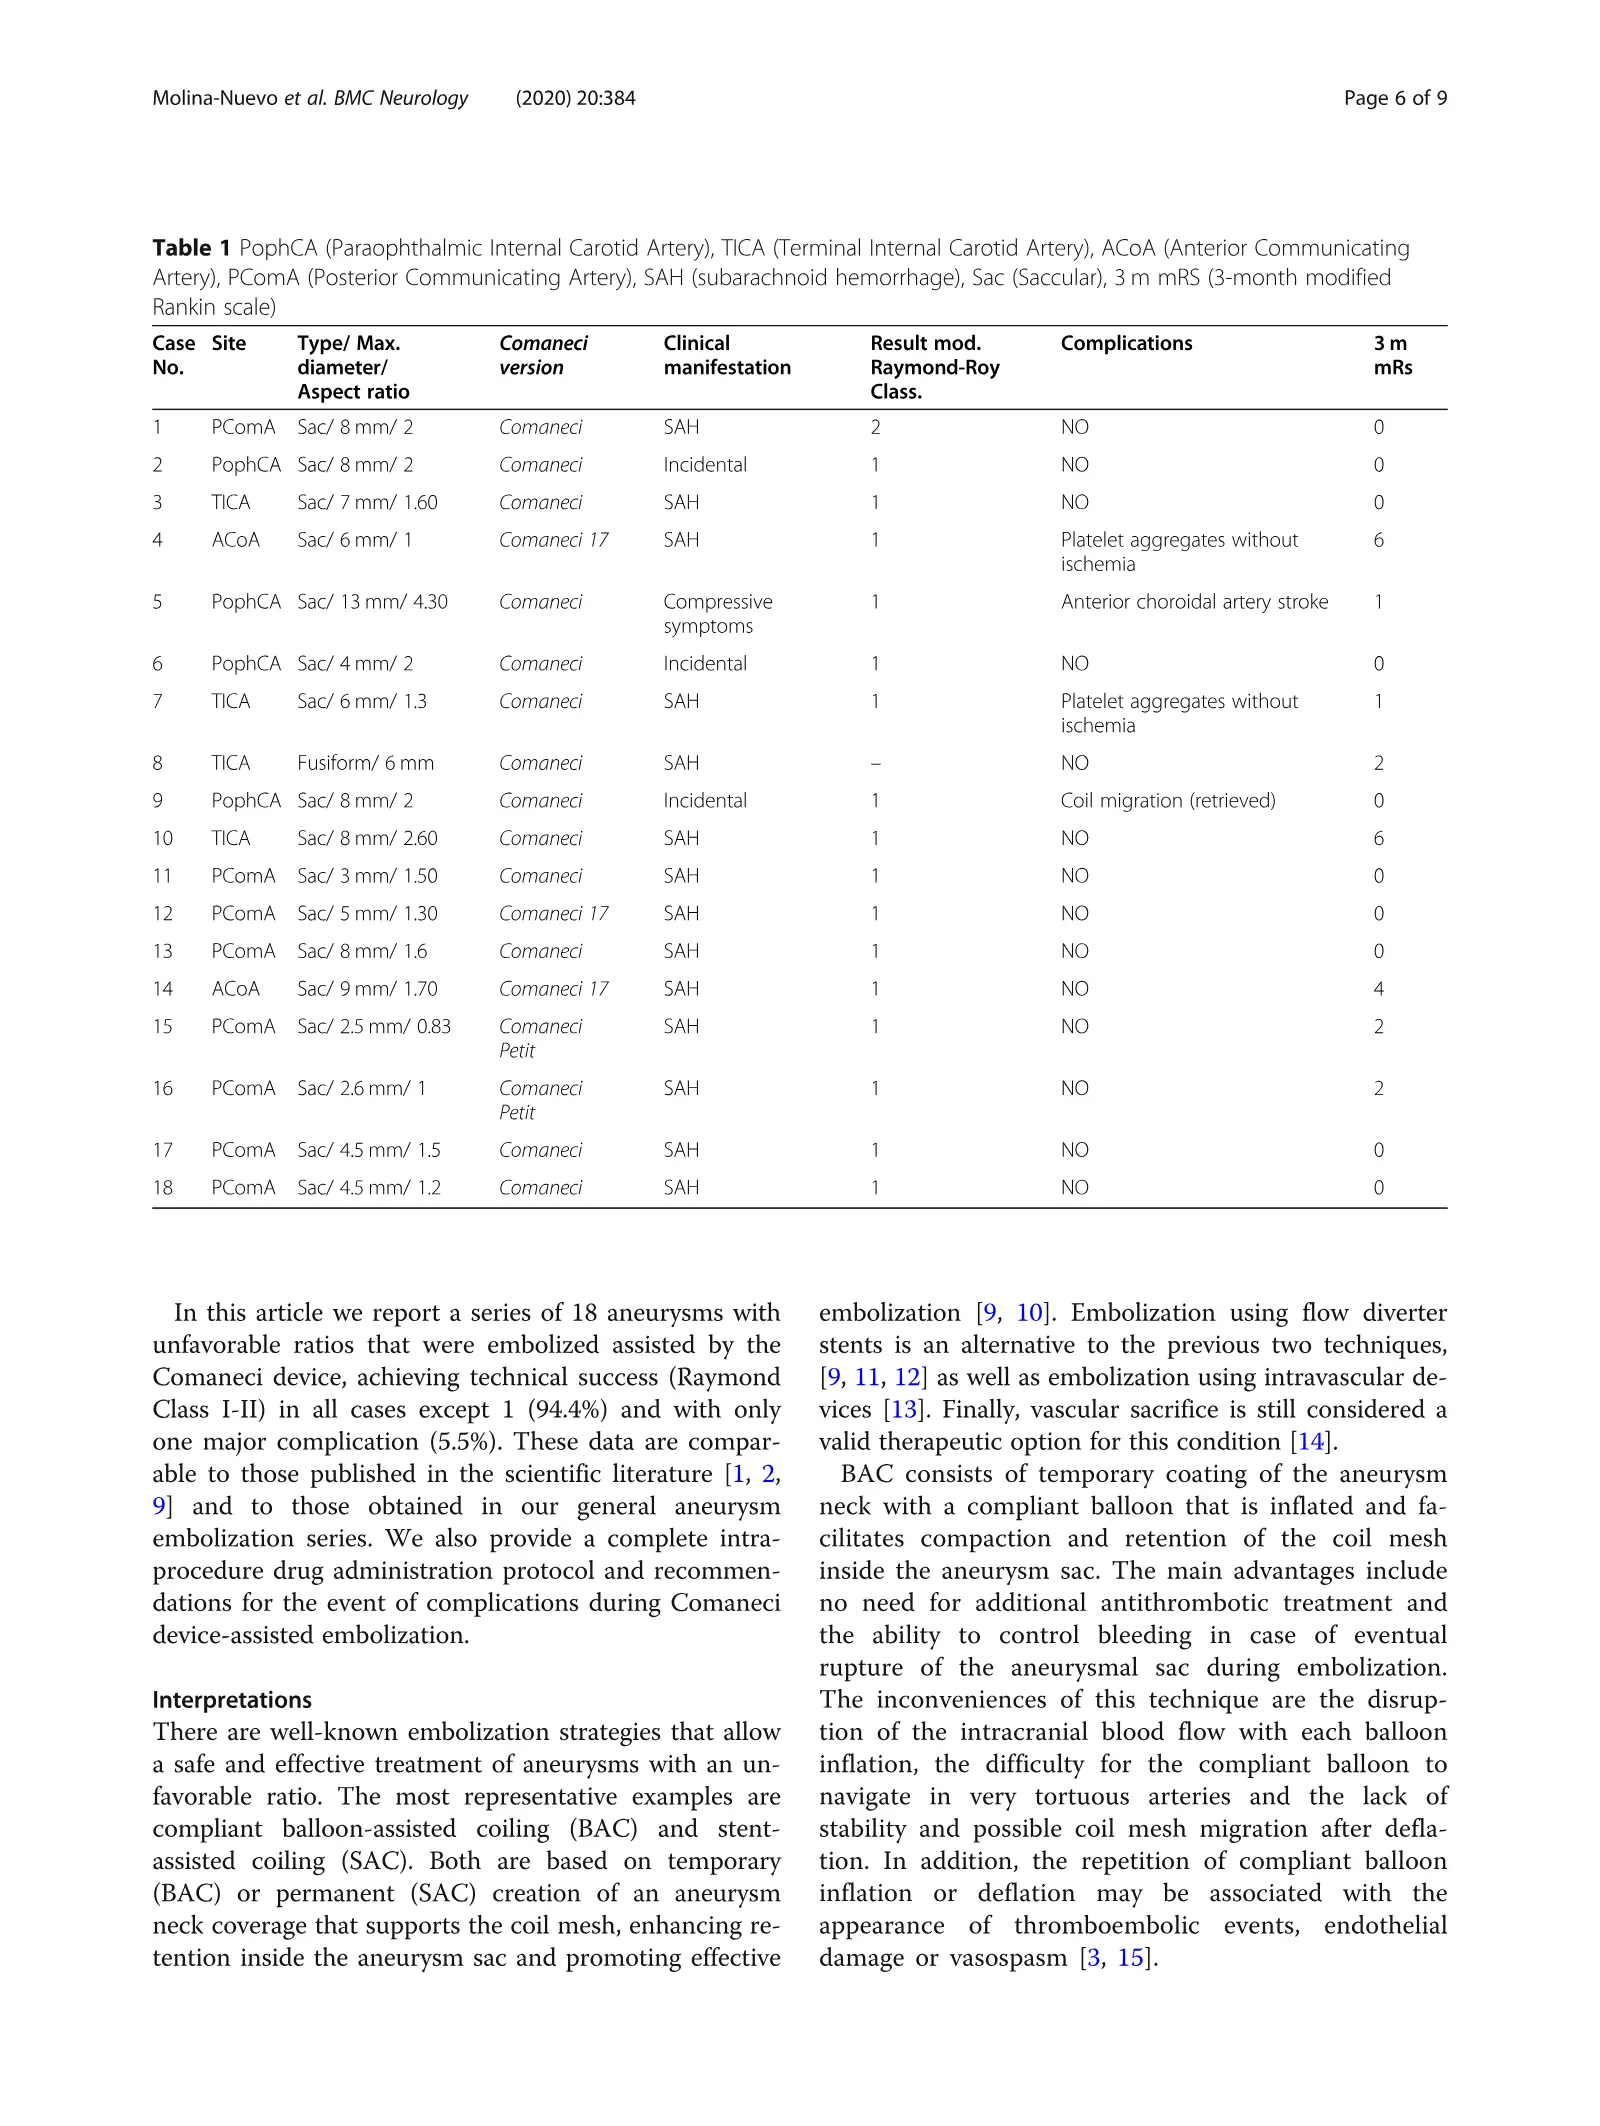 Molina-Nuevo et al. BMC Neurology (2020) 20:384 Page 6 of 9
Table 1 PophCA (Paraophthalmic Internal Carotid Artery), TICA (Terminal Internal Carotid Artery), ACoA (Anterior Communicating
Artery), PComA (Posterior Communicating Artery), SAH (subarachnoid hemorrhage), Sac (Saccular), 3 m mRS (3-month modified
Rankin scale)
Case Site Type/ Max. Comaneci Clinical Result mod. Complications 3 m
No. diameter/ version manifestation Raymond-Roy mRs
Aspect ratio Class.
1 PComA Sac/ 8 mm/ 2 Comaneci SAH 2 NO 0
2 PophCA Sac/ 8 mm/ 2 Comaneci Incidental 1 NO 0
3 TICA Sac/ 7 mm/ 1.60 Comaneci SAH 1 NO 0
4 ACoA Sac/ 6 mm/ 1 Comaneci 17 SAH 1 Platelet aggregates without 6
ischemia
5 PophCA Sac/ 13 mm/ 4.30 Comaneci Compressive 1 Anterior choroidal artery stroke 1
symptoms
6 PophCA Sac/ 4 mm/ 2 Comaneci Incidental 1 NO 0
7 TICA Sac/ 6 mm/ 1.3 Comaneci SAH 1 Platelet aggregates without 1
ischemia
8 TICA Fusiform/ 6 mm Comaneci SAH – NO 2
9 PophCA Sac/ 8 mm/ 2 Comaneci Incidental 1 Coil migration (retrieved) 0
10 TICA Sac/ 8 mm/ 2.60 Comaneci SAH 1 NO 6
11 PComA Sac/ 3 mm/ 1.50 Comaneci SAH 1 NO 0
12 PComA Sac/ 5 mm/ 1.30 Comaneci 17 SAH 1 NO 0
13 PComA Sac/ 8 mm/ 1.6 Comaneci SAH 1 NO 0
14 ACoA Sac/ 9 mm/ 1.70 Comaneci 17 SAH 1 NO 4
15 PComA Sac/ 2.5 mm/ 0.83 Comaneci SAH 1 NO 2
Petit
16 PComA Sac/ 2.6 mm/ 1 Comaneci SAH 1 NO 2
Petit
17 PComA Sac/ 4.5 mm/ 1.5 Comaneci SAH 1 NO 0
18 PComA Sac/ 4.5 mm/ 1.2 Comaneci SAH 1 NO 0
In this article we report a series of 18 aneurysms with
unfavorable ratios that were embolized assisted by the
Comaneci device, achieving technical success (Raymond
Class I-II) in all cases except 1 (94.4%) and with only
one major complication (5.5%). These data are compar-
able to those published in the scientific literature [1, 2,
9] and to those obtained in our general aneurysm
embolization series. We also provide a complete intra-
procedure drug administration protocol and recommen-
dations for the event of complications during Comaneci
device-assisted embolization.
Interpretations
There are well-known embolization strategies that allow
a safe and effective treatment of aneurysms with an un-
favorable ratio. The most representative examples are
compliant balloon-assisted coiling (BAC) and stent-
assisted coiling (SAC). Both are based on temporary
(BAC) or permanent (SAC) creation of an aneurysm
neck coverage that supports the coil mesh, enhancing re-
tention inside the aneurysm sac and promoting effective
embolization [9, 10]. Embolization using flow diverter
stents is an alternative to the previous two techniques,
[9, 11, 12] as well as embolization using intravascular de-
vices [13]. Finally, vascular sacrifice is still considered a
valid therapeutic option for this condition [14].
BAC consists of temporary coating of the aneurysm
neck with a compliant balloon that is inflated and fa-
cilitates compaction and retention of the coil mesh
inside the aneurysm sac. The main advantages include
no need for additional antithrombotic treatment and
the ability to control bleeding in case of eventual
rupture of the aneurysmal sac during embolization.
The inconveniences of this technique are the disrup-
tion of the intracranial blood flow with each balloon
inflation, the difficulty for the compliant balloon to
navigate in very tortuous arteries and the lack of
stability and possible coil mesh migration after defla-
tion. In addition, the repetition of compliant balloon
inflation or deflation may be associated with the
appearance of thromboembolic events, endothelial
damage or vasospasm [3, 15].